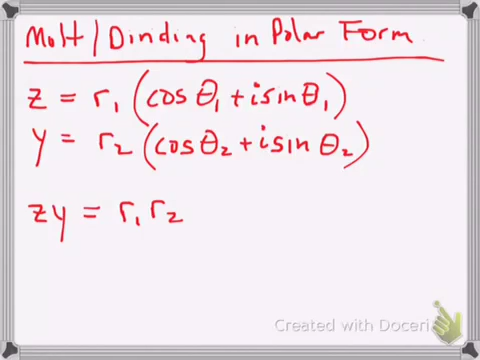 Mult/Dividing in Polar Form
z = r₁ (cos θ₁ + i sin θ₁)
y = r₂ (cos θ₂ + i sin θ₂)
zy = r₁ r₂
Created with Doceri